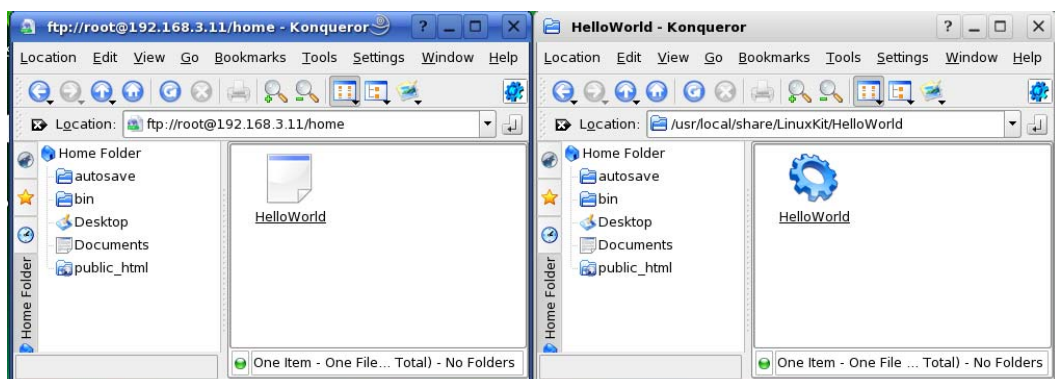 ftp://root@192.168.3.11/home - Konqueror
Location Edit View Go Bookmarks Tools Settings Window Help
Location: ftp://root@192.168.3.11/home
Home Folder
autosave
bin
Desktop
Documents
public_html
Home Folder
HelloWorld
One Item - One File... Total) - No Folders
HelloWorld - Konqueror
Location Edit View Go Bookmarks Tools Settings Window Help
Location: /usr/local/share/LinuxKit/HelloWorld
Home Folder
autosave
bin
Desktop
Documents
public_html
Home Folder
HelloWorld
One Item - One File ... Total) - No Folders